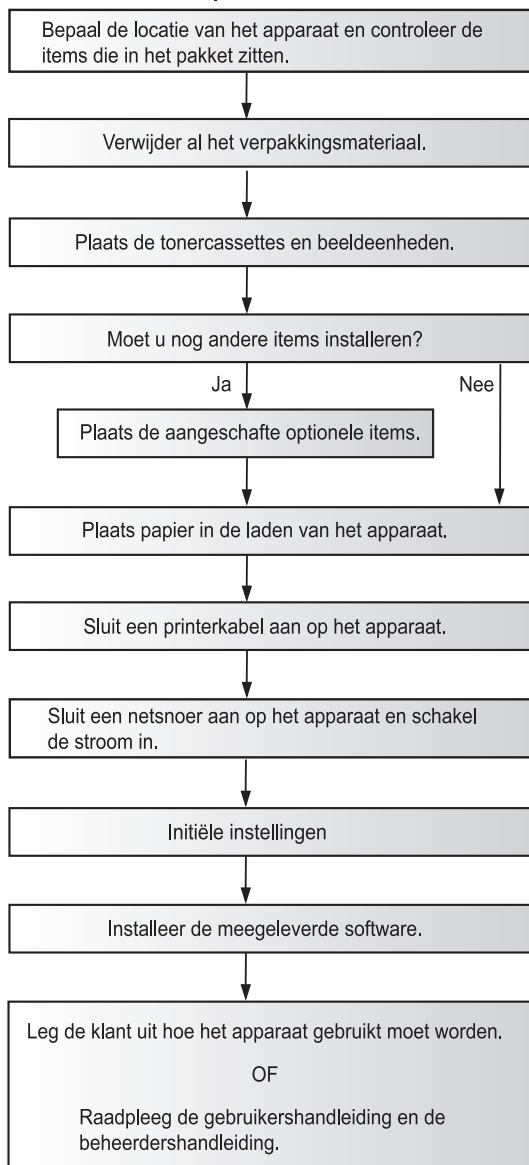 Bepaal de locatie van het apparaat en controleer de
items die in het pakket zitten.
Verwijder al het verpakkingsmateriaal.
Plaats de tonercassettes en beeldeenheden.
Moet u nog andere items installeren?
Ja
Nee
Plaats de aangeschafte optionele items.
Plaats papier in de laden van het apparaat.
Sluit een printerkabel aan op het apparaat.
Sluit een netsnoer aan op het apparaat en schakel
de stroom in.
Initiële instellingen
Installeer de meegeleverde software.
Leg de klant uit hoe het apparaat gebruikt moet worden.
OF
Raadpleeg de gebruikershandleiding en de
beheerdershandleiding.